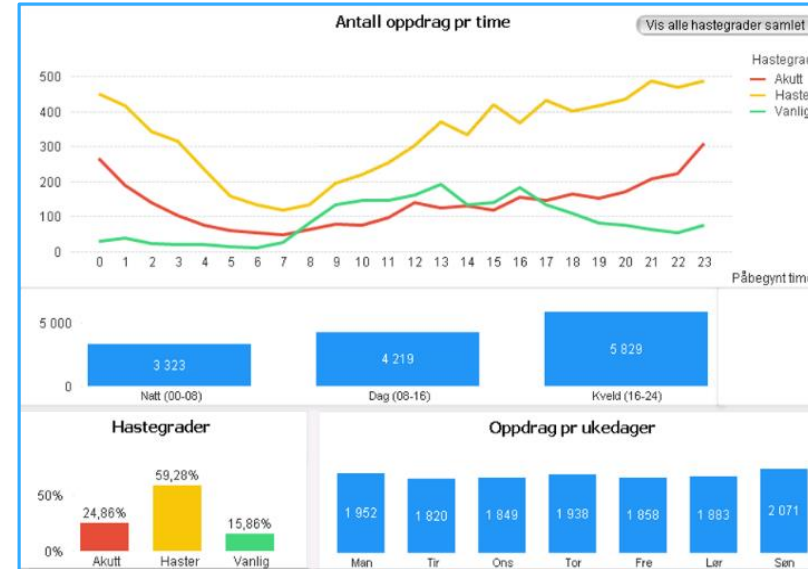 Antall oppdrag pr time
Vis alle hastegrader samlet
Hastegrad
Akutt
Haste
Vanlig
500
400
300
200
100
0
0 1 2 3 4 5 6 7 8 9 10 11 12 13 14 15 16 17 18 19 20 21 22 23
Påbegynt time
5 000
0
3 323
4 219
5 829
Natt (00-08)
Dag (08-16)
Kveld (16-24)
Hastegrader
50%
0%
24,86%
59,28%
15,86%
Akutt
Haster
Vanlig
Oppdrag pr ukedager
1 952
1 820
1 849
1 938
1 858
1 883
2 071
Man
Tir
Ons
Tor
Fre
Lør
Søn